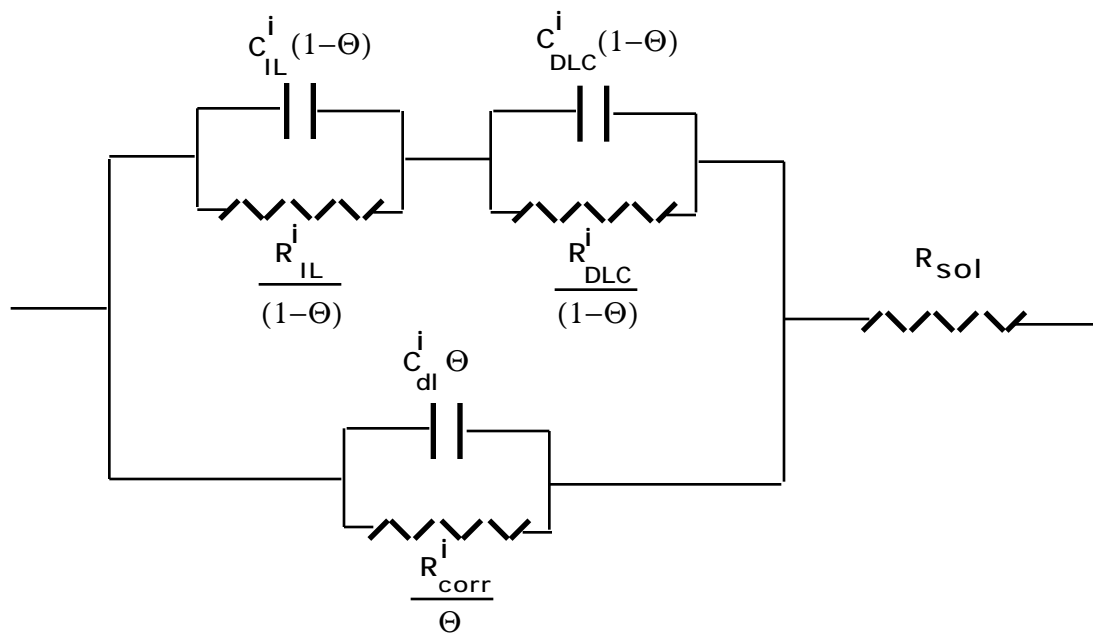 C^i_IL (1−Θ)
C^i_DLC (1−Θ)
R^i_IL
(1−Θ)
R^i_DLC
(1−Θ)
R_sol
C^i_dl Θ
R^i_corr
Θ